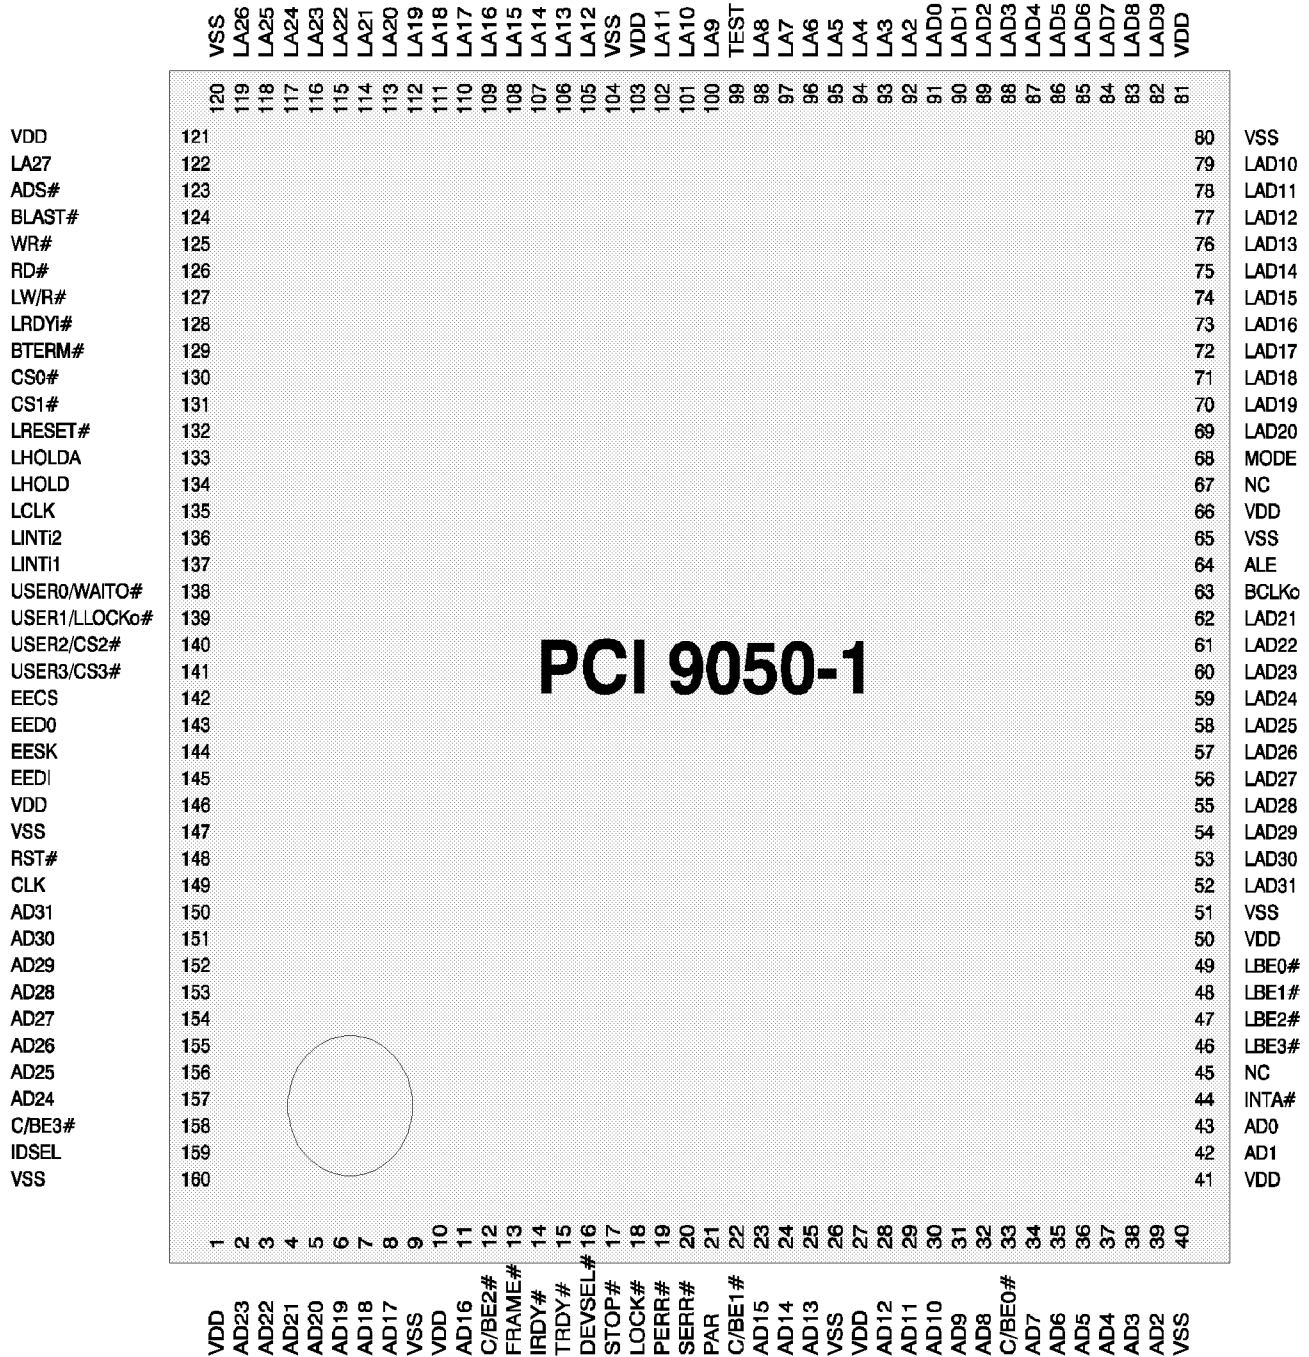 VSS LA26 LA25 LA24 LA23 LA22 LA21 LA20 LA19 LA18 LA17 LA16 LA15 LA14 LA13 LA12 VSS VDD LA11 LA10 LA9 TEST LA8 LA7 LA6 LA5 LA4 LA3 LA2 LAD0 LAD1 LAD2 LAD3 LAD4 LAD5 LAD6 LAD7 LAD8 LAD9 VDD
120 119 118 117 116 115 114 113 112 111 110 109 108 107 106 105 104 103 102 101 100 99 98 97 96 95 94 93 92 91 90 89 88 87 86 85 84 83 82 81
VDD 121 80 VSS
LA27 122 79 LAD10
ADS# 123 78 LAD11
BLAST# 124 77 LAD12
WR# 125 76 LAD13
RD# 126 75 LAD14
LW/R# 127 74 LAD15
LRDYi# 128 73 LAD16
BTERM# 129 72 LAD17
CS0# 130 71 LAD18
CS1# 131 70 LAD19
LRESET# 132 69 LAD20
LHOLDA 133 68 MODE
LHOLD 134 67 NC
LCLK 135 66 VDD
LINTi2 136 65 VSS
LINTi1 137 64 ALE
USER0/WAITO# 138 63 BCLKo
USER1/LLOCKo# 139 62 LAD21
USER2/CS2# 140 61 LAD22
USER3/CS3# 141 60 LAD23
PCI 9050-1
EECS 142 59 LAD24
EED0 143 58 LAD25
EESK 144 57 LAD26
EEDI 145 56 LAD27
VDD 146 55 LAD28
VSS 147 54 LAD29
RST# 148 53 LAD30
CLK 149 52 LAD31
AD31 150 51 VSS
AD30 151 50 VDD
AD29 152 49 LBE0#
AD28 153 48 LBE1#
AD27 154 47 LBE2#
AD26 155 46 LBE3#
AD25 156 45 NC
AD24 157 44 INTA#
C/BE3# 158 43 AD0
IDSEL 159 42 AD1
VSS 160 41 VDD
1 2 3 4 5 6 7 8 9 10 11 12 13 14 15 16 17 18 19 20 21 22 23 24 25 26 27 28 29 30 31 32 33 34 35 36 37 38 39 40
VDD AD23 AD22 AD21 AD20 AD19 AD18 AD17 VSS VDD AD16 C/BE2# FRAME# IRDY# TRDY# DEVSEL# STOP# LOCK# PERR# SERR# PAR C/BE1# AD15 AD14 AD13 VSS VDD AD12 AD11 AD10 AD9 AD8 C/BE0# AD7 AD6 AD5 AD4 AD3 AD2 VSS